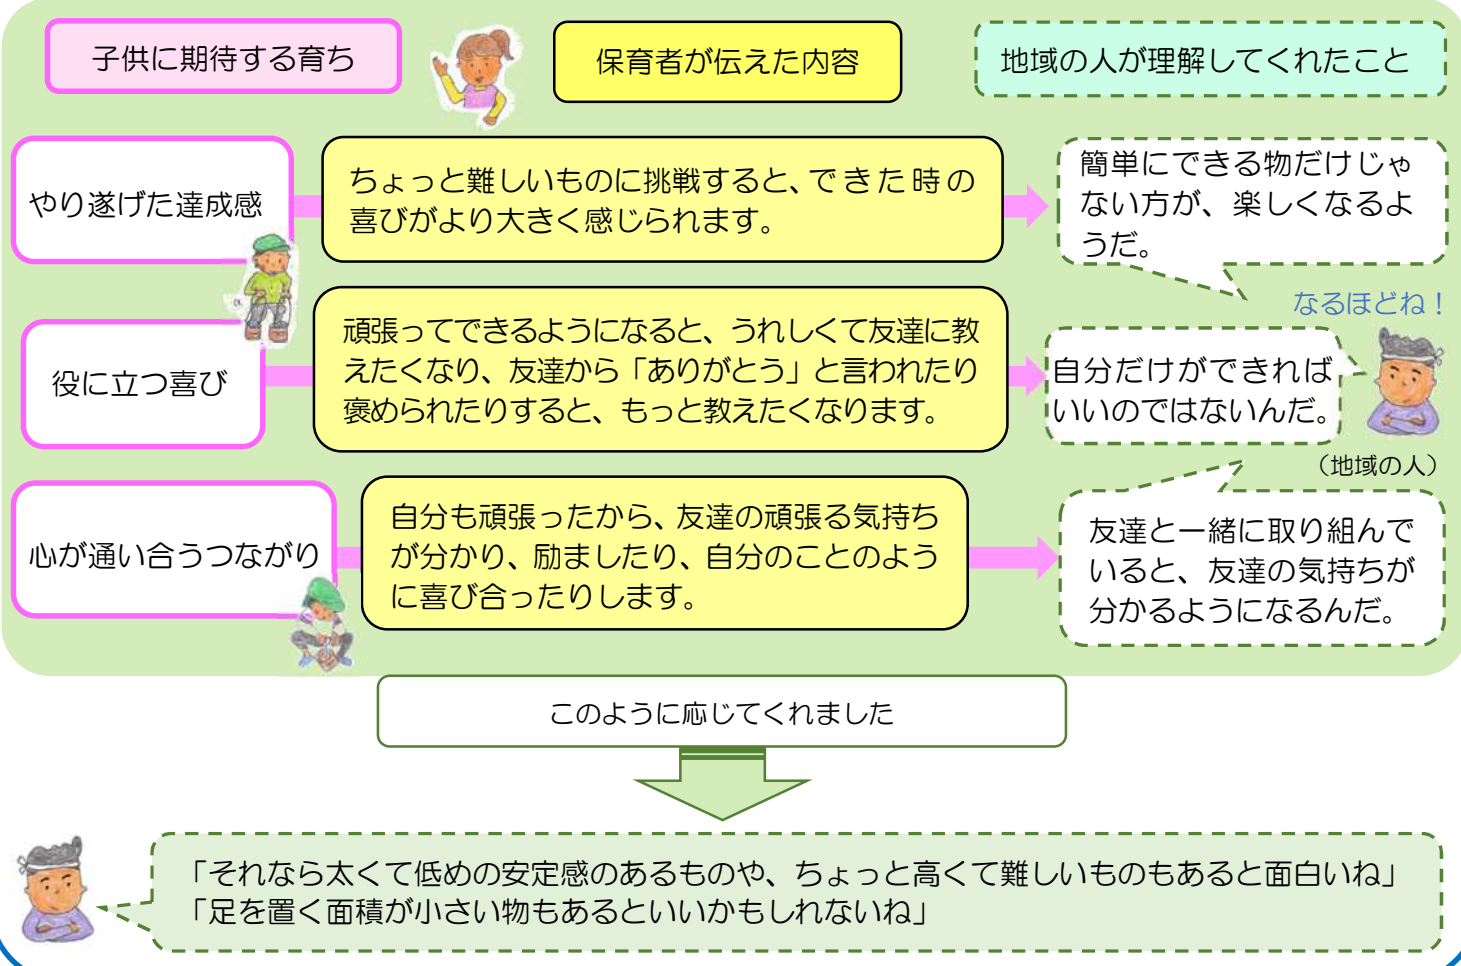 子供に期待する育ち
保育者が伝えた内容
地域の人が理解してくれたこと
やり遂げた達成感
ちょっと難しいものに挑戦すると、できた時の
喜びがより大きく感じられます。
簡単にできる物だけじゃ
ない方が、楽しくなるよ
うだ。
なるほどね！
役に立つ喜び
頑張ってできるようになると、うれしくて友達に教
えたくなり、友達から「ありがとう」と言われたり
褒められたりすると、もっと教えたくなります。
自分だけができれば
いいのではないんだ。
（地域の人）
心が通い合うつながり
自分も頑張ったから、友達の頑張る気持ち
が分かり、励ましたり、自分のことのよう
に喜び合ったりします。
友達と一緒に取り組んで
いると、友達の気持ちが
分かるようになるんだ。
このように応じてくれました
「それなら太くて低めの安定感のあるものや、ちょっと高くて難しいものもあると面白いね」
「足を置く面積が小さい物もあるといいかもしれないね」